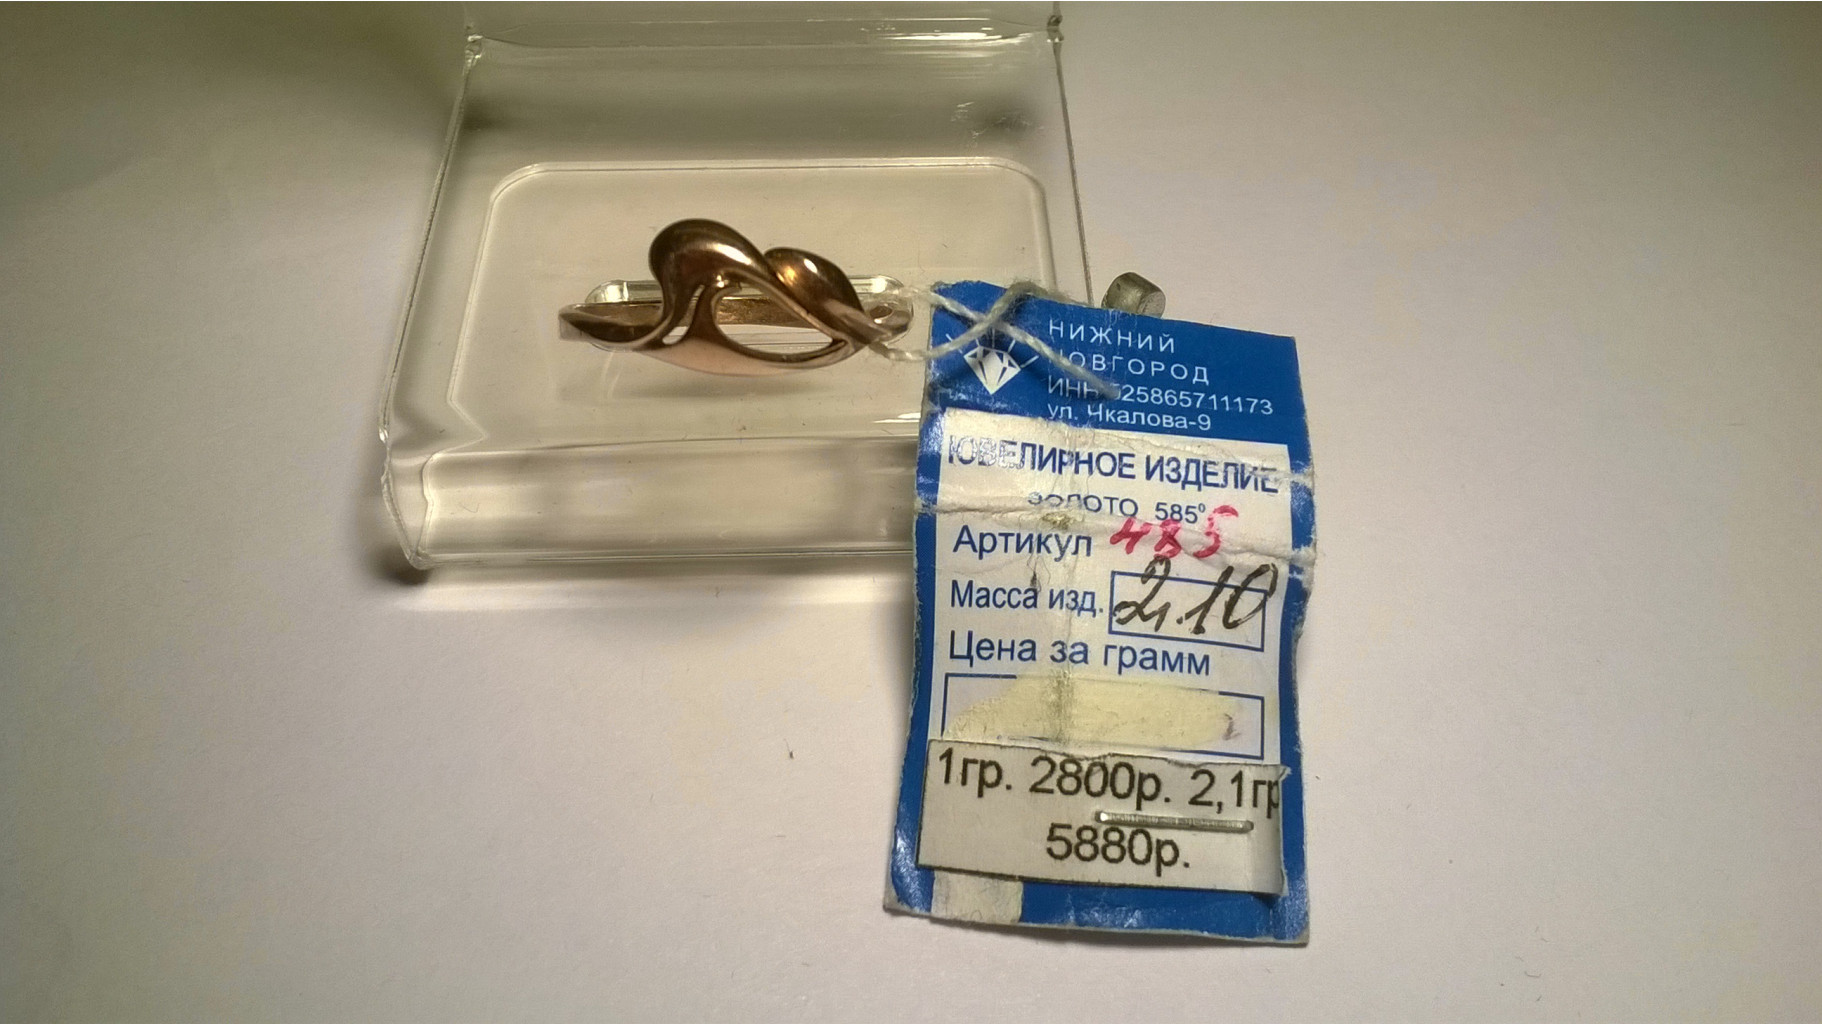 НИЖНИЙ
НОВГОРОД
ИНН 525865711173
ул. Чкалова-9
ЮВЕЛИРНОЕ ИЗДЕЛИЕ
ЗОЛОТО 585°
Артикул 485
Масса изд. 2.10
Цена за грамм
1гр. 2800р. 2,1гр
5880р.